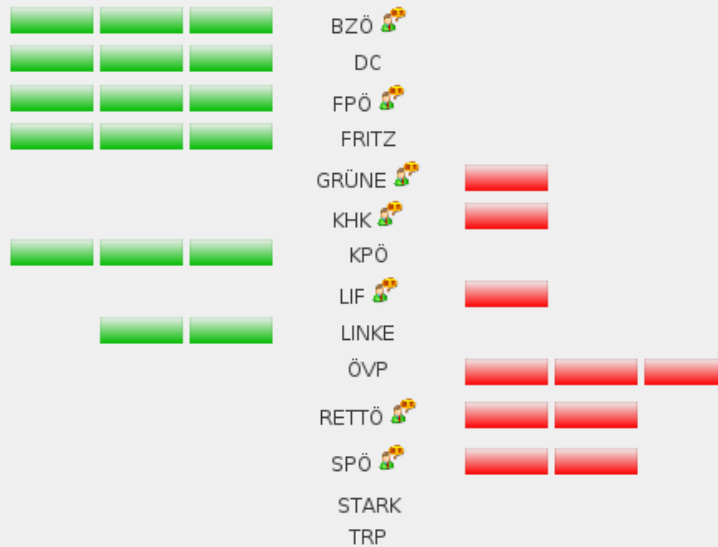 BZÖ
DC
FPÖ
FRITZ
GRÜNE
KHK
KPÖ
LIF
LINKE
ÖVP
RETTÖ
SPÖ
STARK
TRP